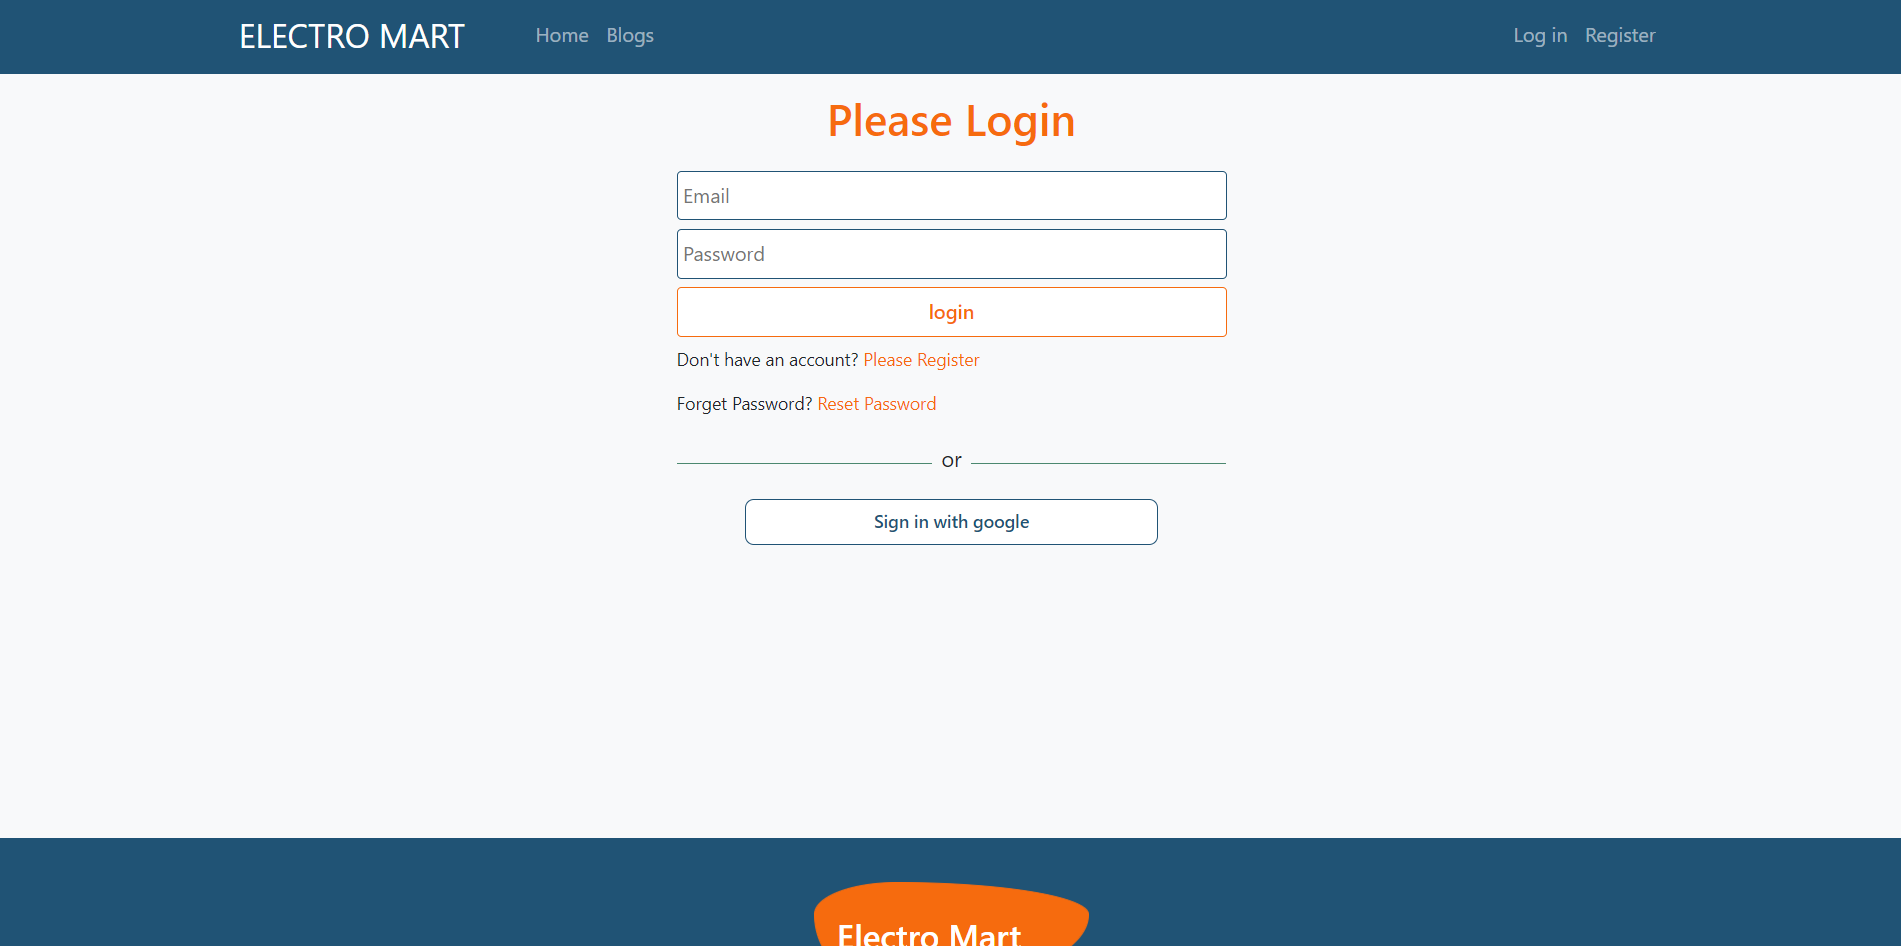 ELECTRO MART Home Blogs Log in Register
Please Login
Email
Password
login
Don't have an account? Please Register
Forget Password? Reset Password
or
Sign in with google
Electro Mart